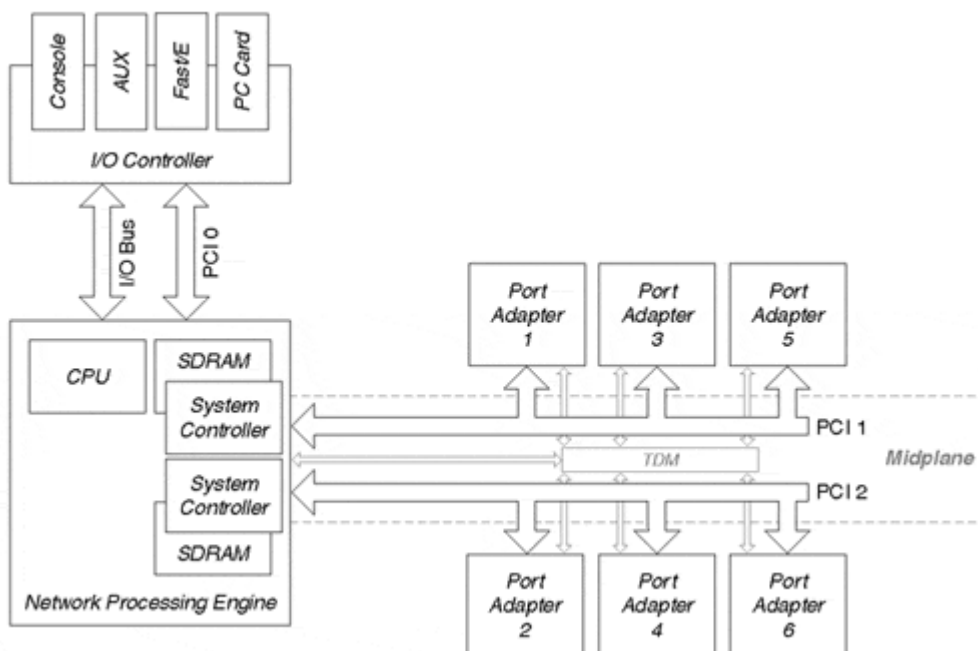 Console
AUX
Fast/E
PC Card
I/O Controller
I/O Bus
PCI 0
CPU
SDRAM
System
Controller
System
Controller
SDRAM
Network Processing Engine
Port
Adapter
1
Port
Adapter
3
Port
Adapter
5
PCI 1
TDM
Midplane
PCI 2
Port
Adapter
2
Port
Adapter
4
Port
Adapter
6